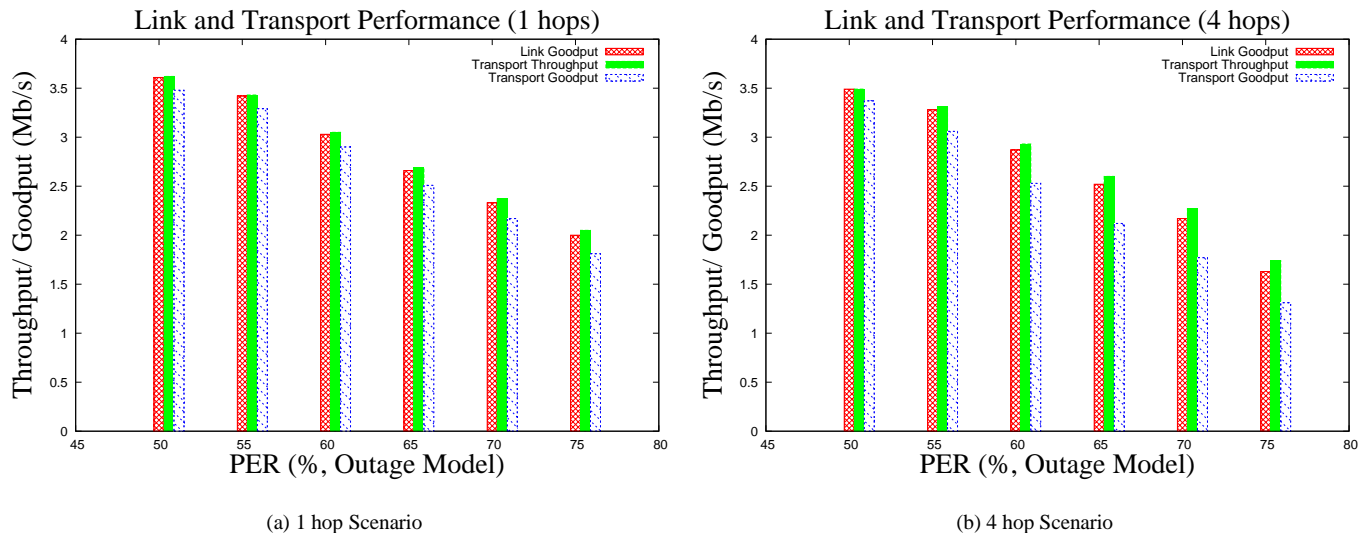 Link and Transport Performance (1 hops)
Link Goodput
Transport Throughput
Transport Goodput
Throughput/ Goodput (Mb/s)
4
3.5
3
2.5
2
1.5
1
0.5
0
45 50 55 60 65 70 75 80
PER (%, Outage Model)
(a) 1 hop Scenario
Link and Transport Performance (4 hops)
Link Goodput
Transport Throughput
Transport Goodput
Throughput/ Goodput (Mb/s)
4
3.5
3
2.5
2
1.5
1
0.5
0
45 50 55 60 65 70 75 80
PER (%, Outage Model)
(b) 4 hop Scenario